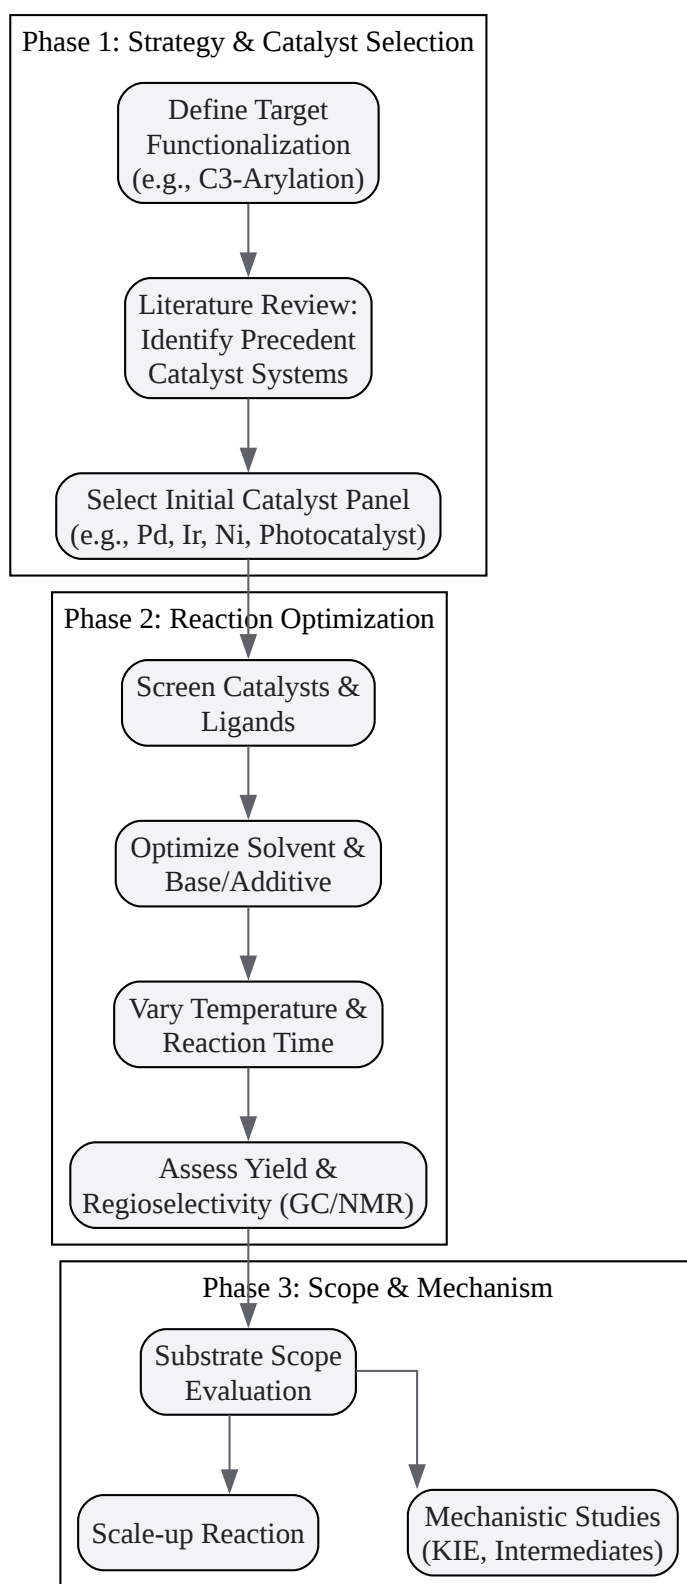 Phase 1: Strategy & Catalyst Selection
Define Target
Functionalization
(e.g., C3-Arylation)
Literature Review:
Identify Precedent
Catalyst Systems
Select Initial Catalyst Panel
(e.g., Pd, Ir, Ni, Photocatalyst)
Phase 2: Reaction Optimization
Screen Catalysts &
Ligands
Optimize Solvent &
Base/Additive
Vary Temperature &
Reaction Time
Assess Yield &
Regioselectivity (GC/NMR)
Phase 3: Scope & Mechanism
Substrate Scope
Evaluation
Scale-up Reaction
Mechanistic Studies
(KIE, Intermediates)